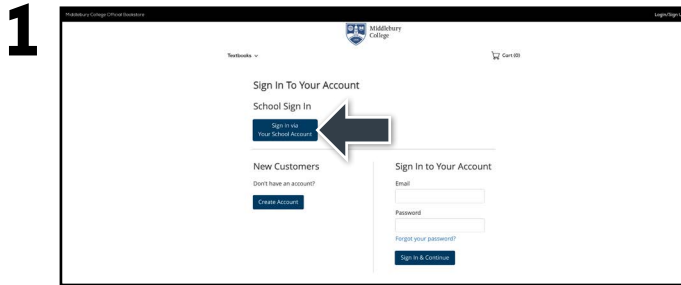 1
Middlebury College Official Bookstore
Login/Sign U
Middlebury
College
Textbooks
Cart (0)
Sign In To Your Account
School Sign In
Sign In via
Your School Account
New Customers
Don't have an account?
Create Account
Sign In to Your Account
Email
Password
Forgot your password?
Sign In & Continue